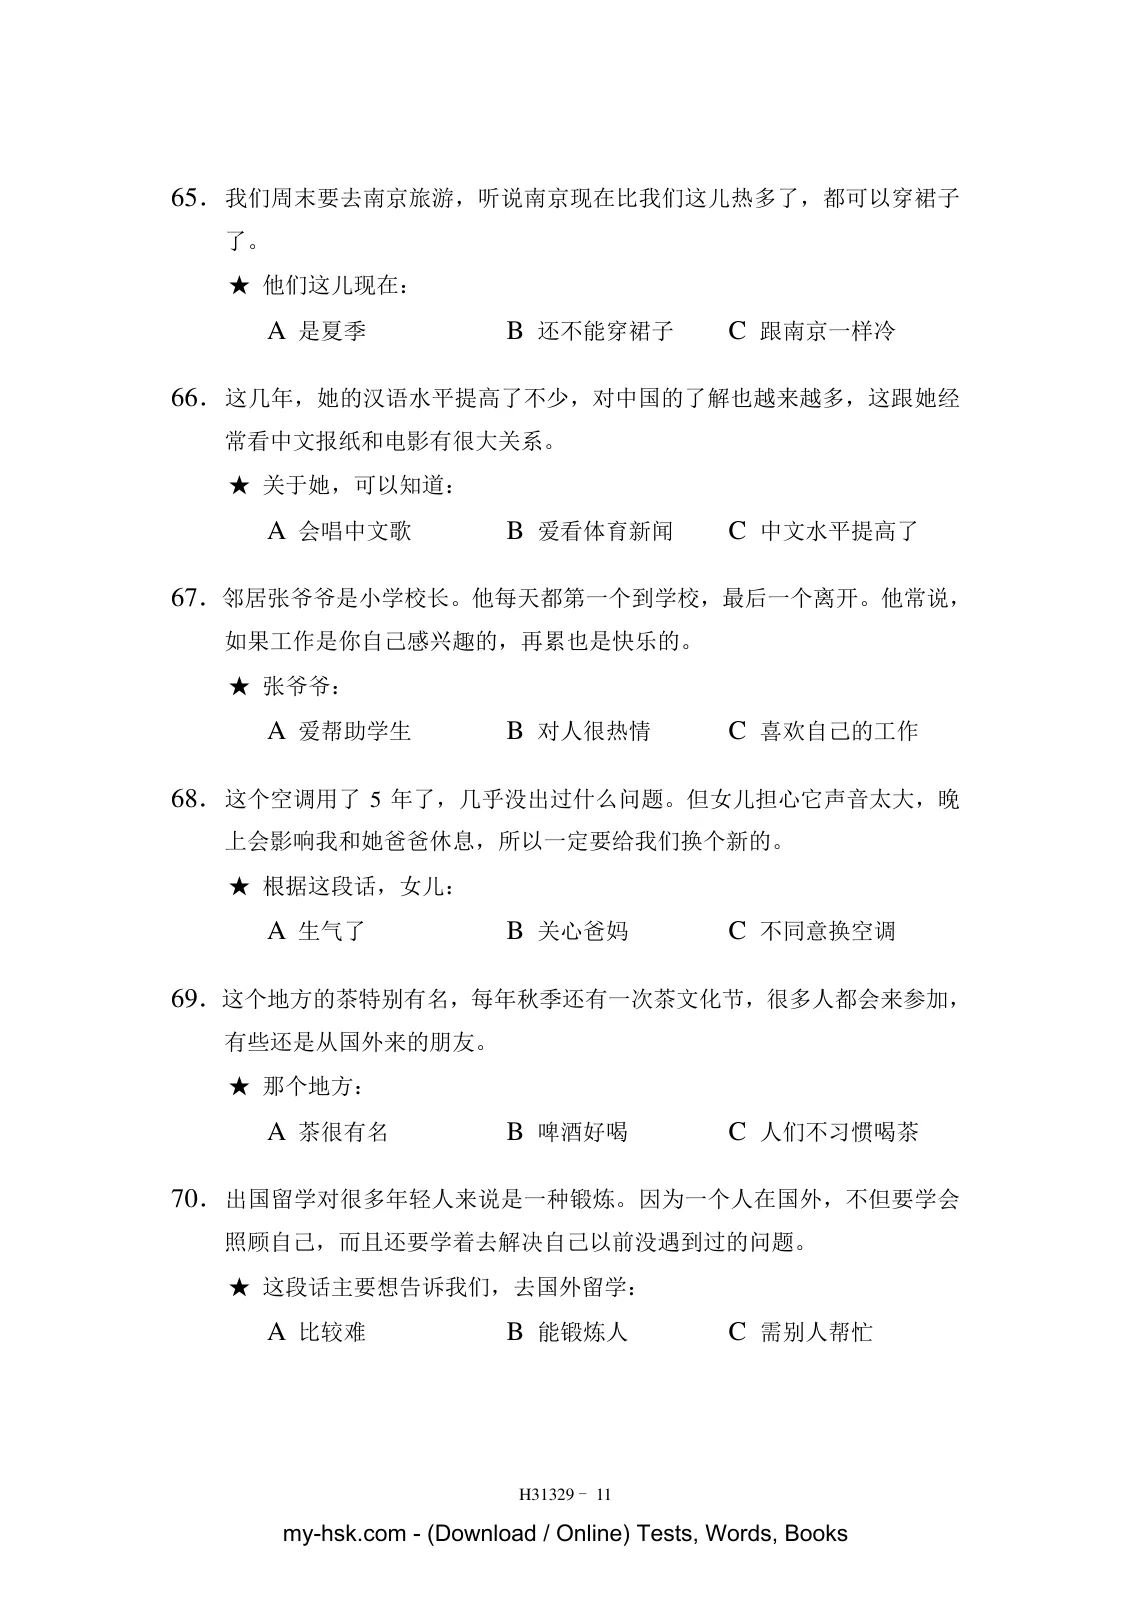 65．我们周末要去南京旅游，听说南京现在比我们这儿热多了，都可以穿裙子
了。
★ 他们这儿现在：
A 是夏季 B 还不能穿裙子 C 跟南京一样冷
66．这几年，她的汉语水平提高了不少，对中国的了解也越来越多，这跟她经
常看中文报纸和电影有很大关系。
★ 关于她，可以知道：
A 会唱中文歌 B 爱看体育新闻 C 中文水平提高了
67．邻居张爷爷是小学校长。他每天都第一个到学校，最后一个离开。他常说，
如果工作是你自己感兴趣的，再累也是快乐的。
★ 张爷爷：
A 爱帮助学生 B 对人很热情 C 喜欢自己的工作
68．这个空调用了 5 年了，几乎没出过什么问题。但女儿担心它声音太大，晚
上会影响我和她爸爸休息，所以一定要给我们换个新的。
★ 根据这段话，女儿：
A 生气了 B 关心爸妈 C 不同意换空调
69．这个地方的茶特别有名，每年秋季还有一次茶文化节，很多人都会来参加，
有些还是从国外来的朋友。
★ 那个地方：
A 茶很有名 B 啤酒好喝 C 人们不习惯喝茶
70．出国留学对很多年轻人来说是一种锻炼。因为一个人在国外，不但要学会
照顾自己，而且还要学着去解决自己以前没遇到过的问题。
★ 这段话主要想告诉我们，去国外留学：
A 比较难 B 能锻炼人 C 需别人帮忙
H31329－ 11
my-hsk.com - (Download / Online) Tests, Words, Books